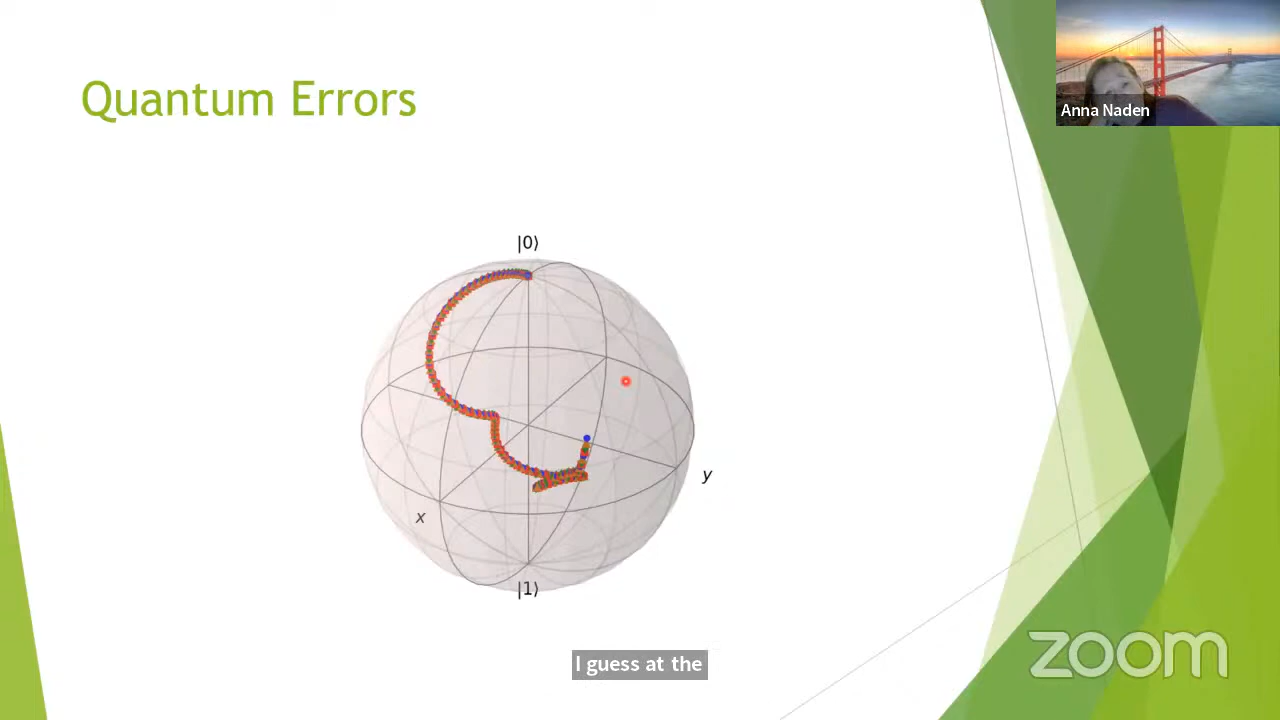 Quantum Errors
Anna Naden
|0⟩
y
x
|1⟩
I guess at the
zoom